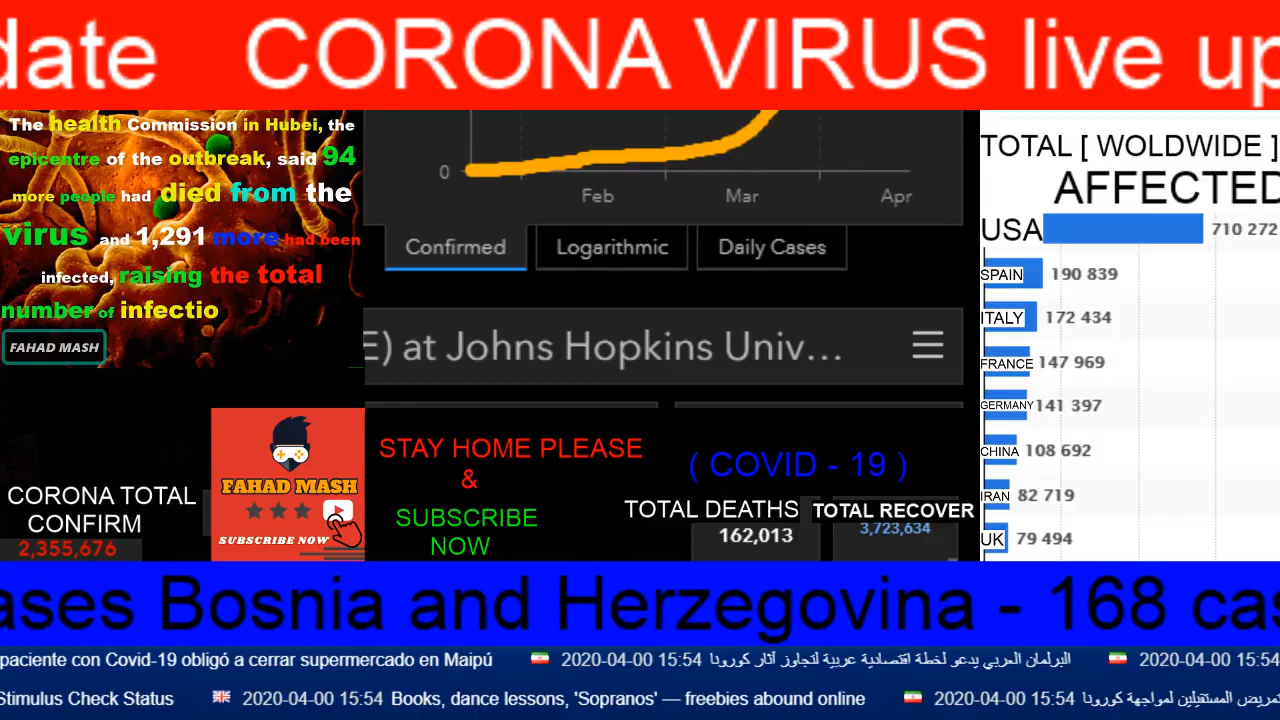 date CORONA VIRUS live up
The health Commission in Hubei, the
epicentre of the outbreak, said 94
more people had died from the
virus and 1,291 more had been
infected, raising the total
number of infectio
FAHAD MASH
0
Feb Mar Apr
Confirmed Logarithmic Daily Cases
E) at Johns Hopkins Univ…
TOTAL [ WOLDWIDE ]
AFFECTED
USA 710 272
SPAIN 190 839
ITALY 172 434
FRANCE 147 969
GERMANY 141 397
CHINA 108 692
IRAN 82 719
UK 79 494
CORONA TOTAL
CONFIRM
2,355,676
FAHAD MASH
SUBSCRIBE NOW
STAY HOME PLEASE
&
SUBSCRIBE
NOW
( COVID - 19 )
TOTAL DEATHS
162,013
TOTAL RECOVER
3,723,634
ases Bosnia and Herzegovina - 168 cas
paciente con Covid-19 obligó a cerrar supermercado en Maipú 2020-04-00 15:54 البرلمان العربي يدعو لخطة اقتصادية عربية لتجاوز آثار كورونا 2020-04-00 15:54
Stimulus Check Status 2020-04-00 15:54 Books, dance lessons, 'Sopranos' — freebies abound online 2020-04-00 15:54 تمريض المستقيلين لمواجهة كورونا